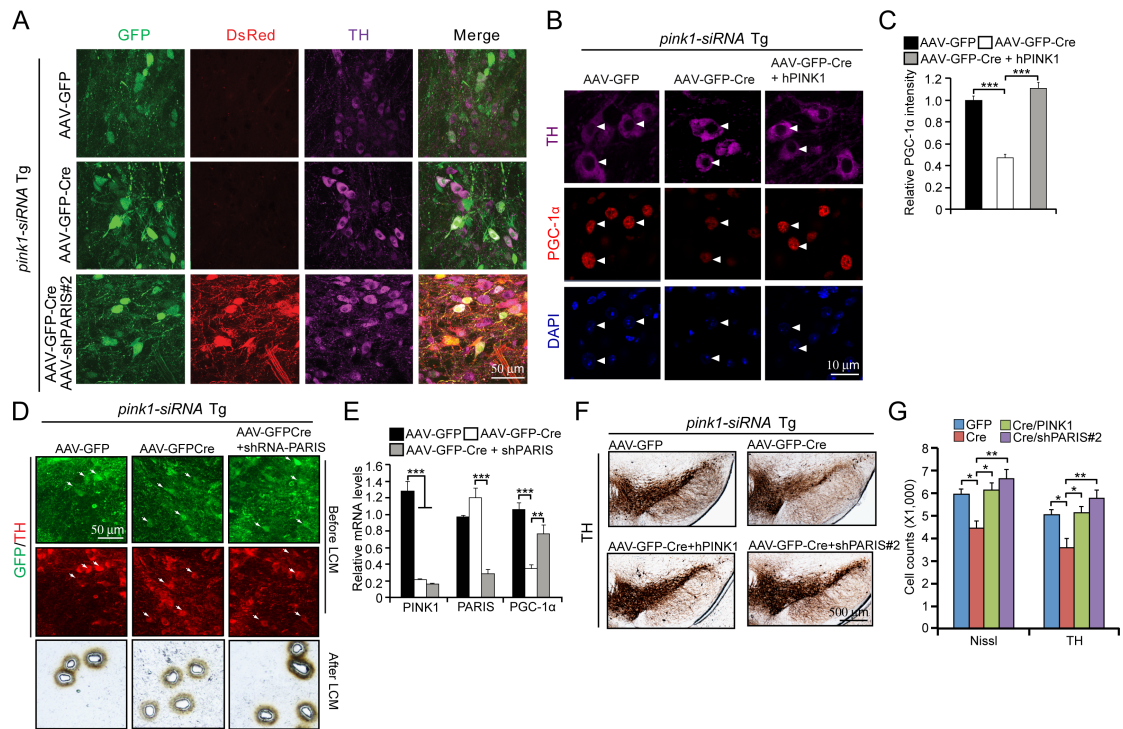 A
GFP
DsRed
TH
Merge
pink1-siRNA Tg
AAV-GFP
AAV-GFP-Cre
AAV-GFP-Cre
AAV-shPARIS#2
50 µm
B
pink1-siRNA Tg
AAV-GFP
AAV-GFP-Cre
AAV-GFP-Cre
+ hPINK1
TH
PGC-1α
DAPI
10 µm
C
AAV-GFP
AAV-GFP-Cre
AAV-GFP-Cre + hPINK1
Relative PGC-1α intensity
1.2
1.0
0.8
0.6
0.4
0.2
0
***
***
D
pink1-siRNA Tg
AAV-GFP
AAV-GFPCre
AAV-GFPCre
+shRNA-PARIS
GFP/TH
50 µm
Before LCM
After LCM
E
AAV-GFP
AAV-GFP-Cre
AAV-GFP-Cre + shPARIS
Relative mRNA levels
1.6
1.4
1.2
1.0
0.8
0.6
0.4
0.2
0
***
***
***
**
PINK1
PARIS
PGC-1α
F
pink1-siRNA Tg
AAV-GFP
AAV-GFP-Cre
TH
AAV-GFP-Cre+hPINK1
AAV-GFP-Cre+shPARIS#2
500 µm
G
GFP
Cre/PINK1
Cre
Cre/shPARIS#2
Cell counts (X1,000)
8
7
6
5
4
3
2
1
0
*
*
**
*
*
**
Nissl
TH